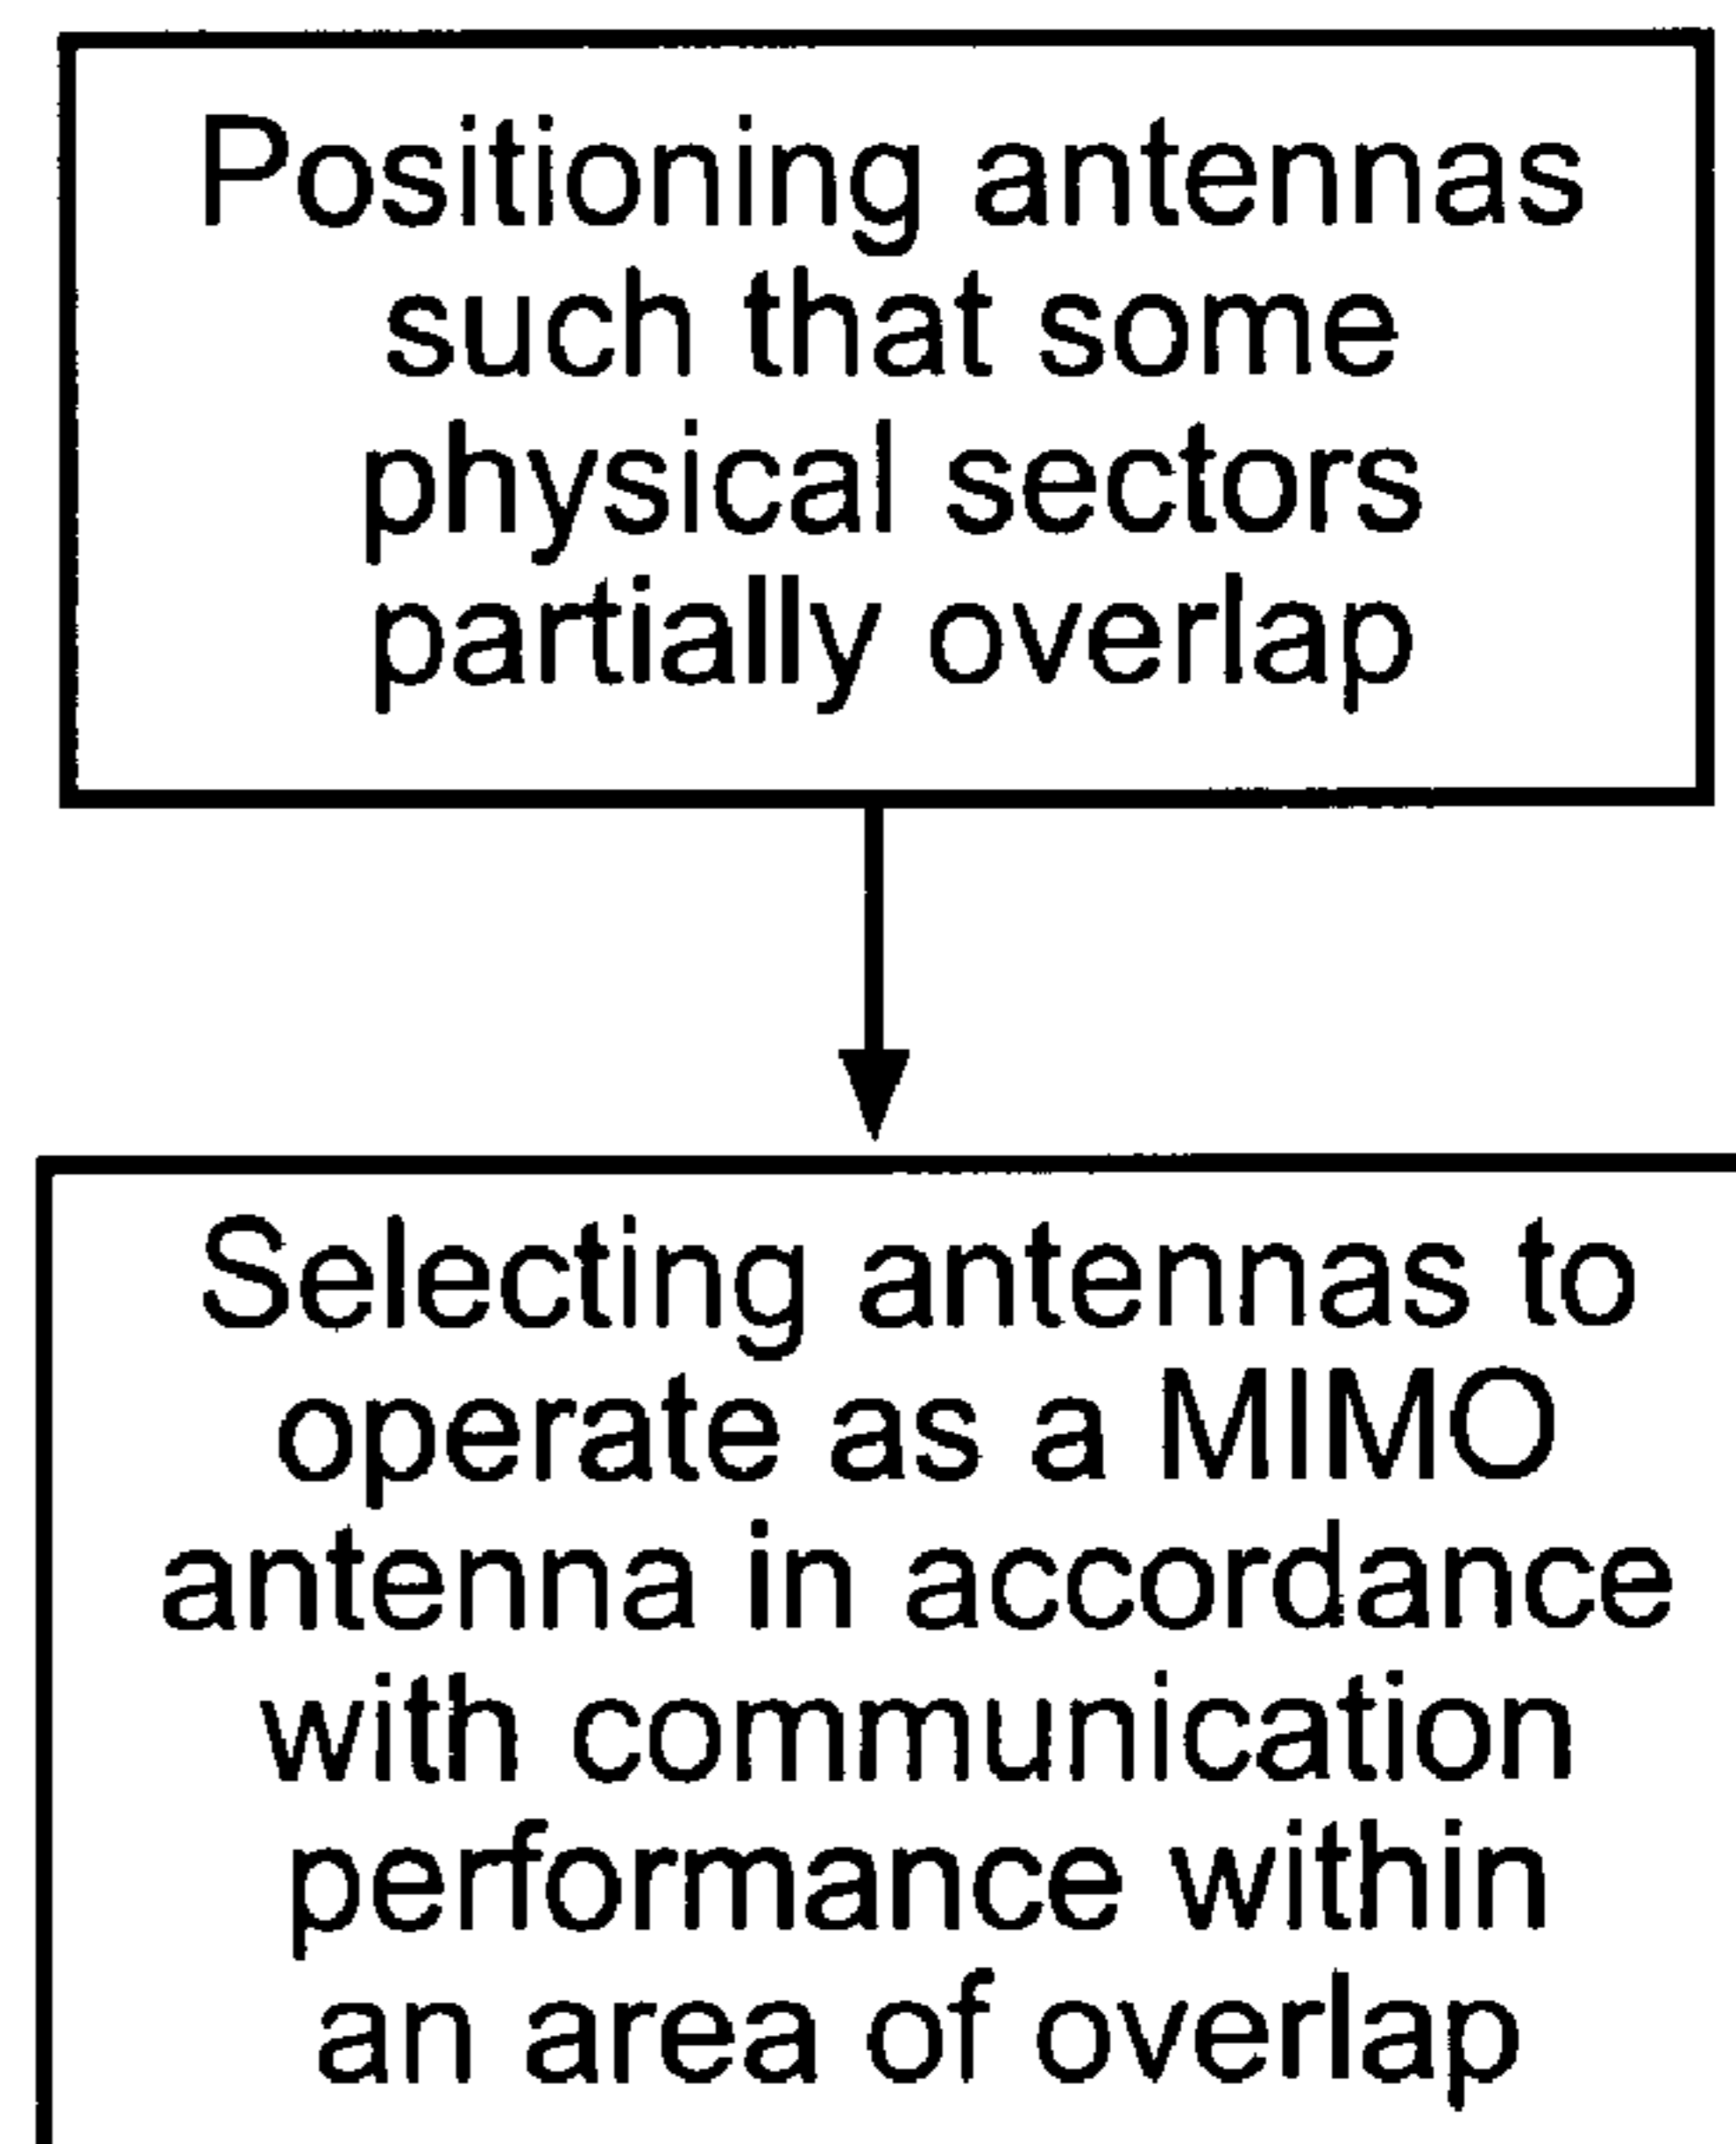 Positioning antennas
such that some
physical sectors
partially overlap
Selecting antennas to
operate as a MIMO
antenna in accordance
with communication
performance within
an area of overlap